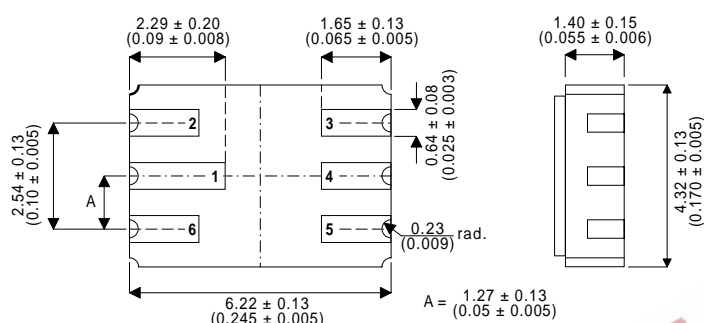 2.29 ± 0.20
(0.09 ± 0.008)
1.65 ± 0.13
(0.065 ± 0.005)
1.40 ± 0.15
(0.055 ± 0.006)
2.54 ± 0.13
(0.10 ± 0.005)
A
2
1
6
3
4
5
0.64 ± 0.08
(0.025 ± 0.003)
4.32 ± 0.13
(0.170 ± 0.005)
0.23
(0.009)
rad.
6.22 ± 0.13
(0.245 ± 0.005)
A = 1.27 ± 0.13
(0.05 ± 0.005)